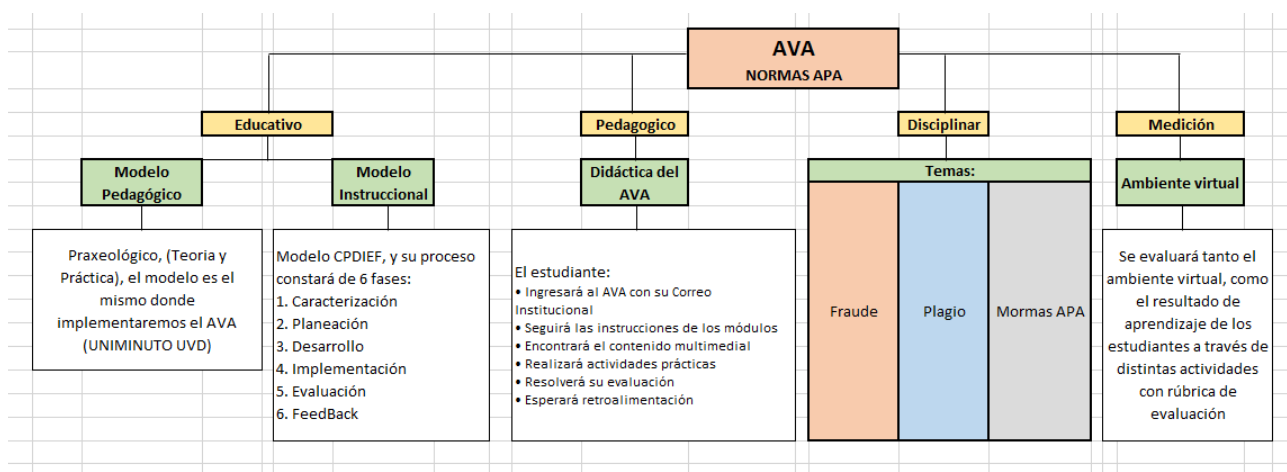 AVA
NORMAS APA
Educativo
Pedagogico
Disciplinar
Medición
Modelo
Pedagógico
Modelo
Instruccional
Didáctica del
AVA
Temas:
Ambiente virtual
Praxeológico, (Teoria y
Práctica), el modelo es el
mismo donde
implementaremos el AVA
(UNIMINUTO UVD)
Modelo CPDIEF, y su proceso
constará de 6 fases:
1. Caracterización
2. Planeación
3. Desarrollo
4. Implementación
5. Evaluación
6. FeedBack
El estudiante:
• Ingresará al AVA con su Correo
Institucional
• Seguirá las instrucciones de los módulos
• Encontrará el contenido multimedial
• Realizará actividades prácticas
• Resolverá su evaluación
• Esperará retroalimentación
Fraude
Plagio
Mormas APA
Se evaluará tanto el
ambiente virtual, como
el resultado de
aprendizaje de los
estudiantes a través de
distintas actividades
con rúbrica de
evaluación